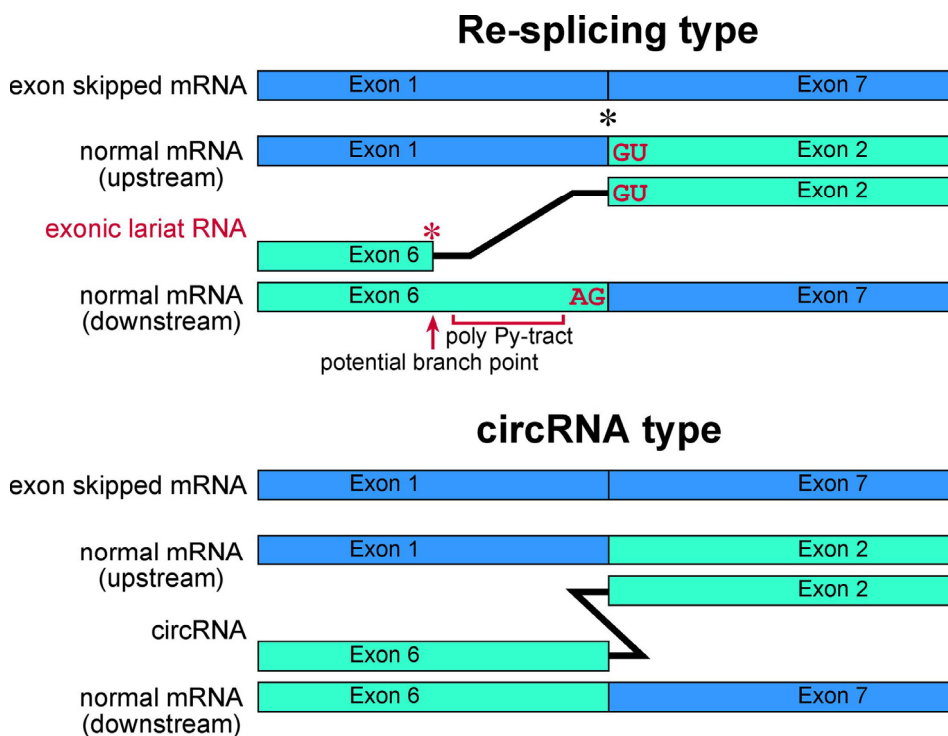 Re-splicing type
exon skipped mRNA Exon 1 Exon 7
*
normal mRNA Exon 1 GU Exon 2
(upstream)
GU Exon 2
exonic lariat RNA *
Exon 6
normal mRNA Exon 6 AG Exon 7
(downstream)
poly Py-tract
potential branch point
circRNA type
exon skipped mRNA Exon 1 Exon 7
normal mRNA Exon 1 Exon 2
(upstream)
Exon 2
circRNA
Exon 6
normal mRNA Exon 6 Exon 7
(downstream)